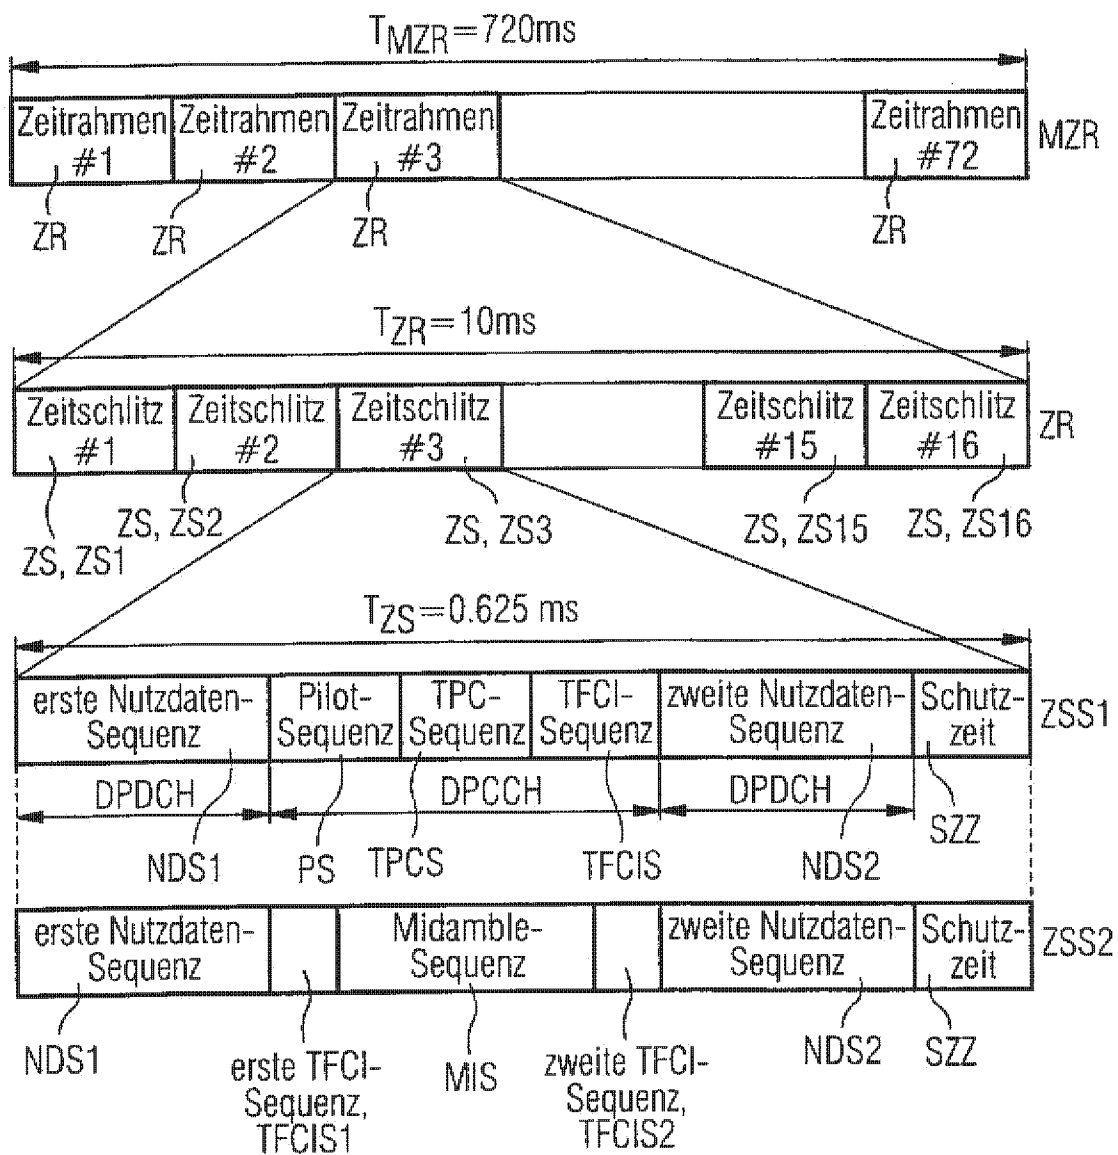 TMZR=720ms
Zeitrahmen #1
Zeitrahmen #2
Zeitrahmen #3
Zeitrahmen #72
MZR
ZR
ZR
ZR
ZR
TZR=10ms
Zeitschlitz #1
Zeitschlitz #2
Zeitschlitz #3
Zeitschlitz #15
Zeitschlitz #16
ZR
ZS, ZS1
ZS, ZS2
ZS, ZS3
ZS, ZS15
ZS, ZS16
TZS=0.625 ms
erste Nutzdaten-
Sequenz
Pilot-
Sequenz
TPC-
Sequenz
TFCI-
Sequenz
zweite Nutzdaten-
Sequenz
Schutz-
zeit
ZSS1
DPDCH
DPCCH
DPDCH
NDS1
PS
TPCS
TFCIS
NDS2
SZZ
erste Nutzdaten-
Sequenz
Midamble-
Sequenz
zweite Nutzdaten-
Sequenz
Schutz-
zeit
ZSS2
NDS1
erste TFCI-
Sequenz,
TFCIS1
MIS
zweite TFCI-
Sequenz,
TFCIS2
NDS2
SZZ